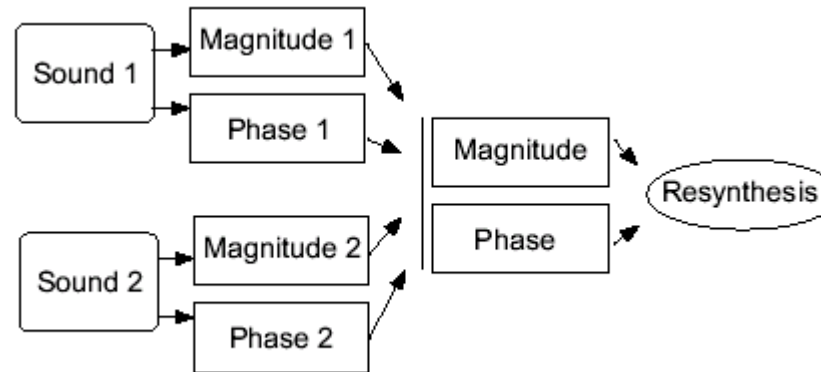 Magnitude 1
Sound 1
Phase 1
Magnitude
Resynthesis
Phase
Magnitude 2
Sound 2
Phase 2